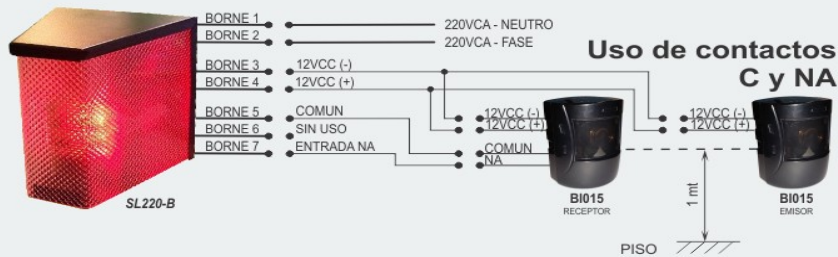 BORNE 1
220VCA - NEUTRO
BORNE 2
220VCA - FASE
Uso de contactos
C y NA
BORNE 3
12VCC (-)
BORNE 4
12VCC (+)
BORNE 5
COMUN
BORNE 6
SIN USO
BORNE 7
ENTRADA NA
12VCC (-)
12VCC (+)
COMUN
NA
12VCC (-)
12VCC (+)
SL220-B
BI015
RECEPTOR
BI015
EMISOR
1 mt
PISO